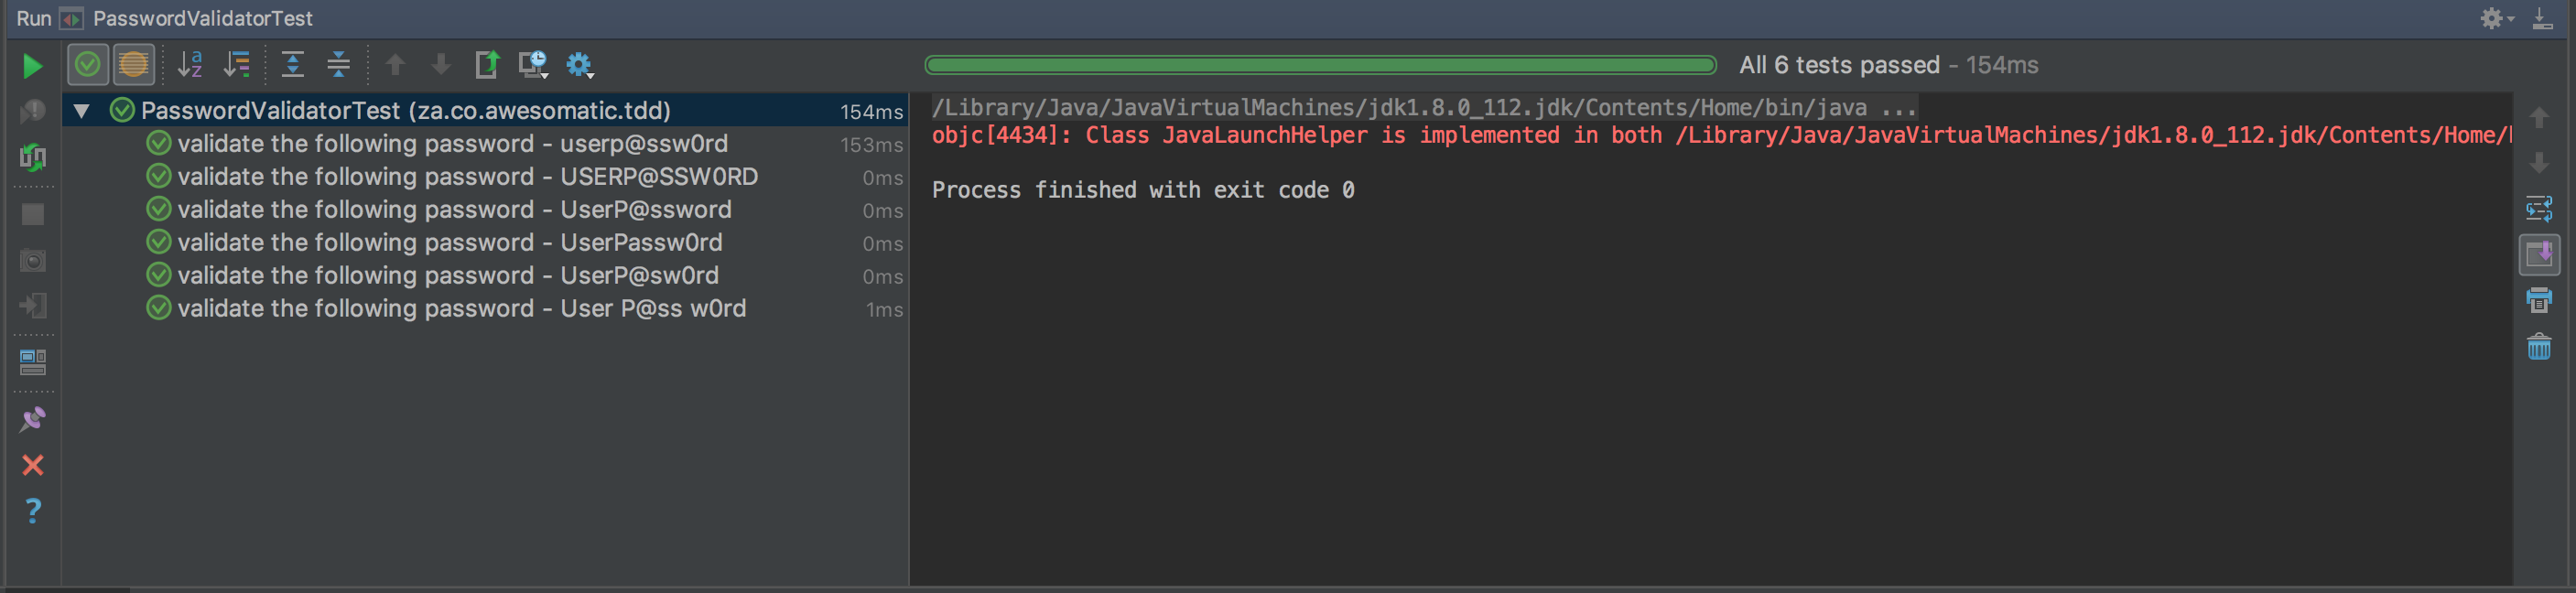 Run PasswordValidatorTest
All 6 tests passed – 154ms
PasswordValidatorTest (za.co.awesomatic.tdd) 154ms
validate the following password - userp@ssw0rd 153ms
validate the following password - USERP@SSW0RD 0ms
validate the following password - UserP@ssword 0ms
validate the following password - UserPassw0rd 0ms
validate the following password - UserP@sw0rd 0ms
validate the following password - User P@ss w0rd 1ms
/Library/Java/JavaVirtualMachines/jdk1.8.0_112.jdk/Contents/Home/bin/java ...
objc[4434]: Class JavaLaunchHelper is implemented in both /Library/Java/JavaVirtualMachines/jdk1.8.0_112.jdk/Contents/Home/
Process finished with exit code 0